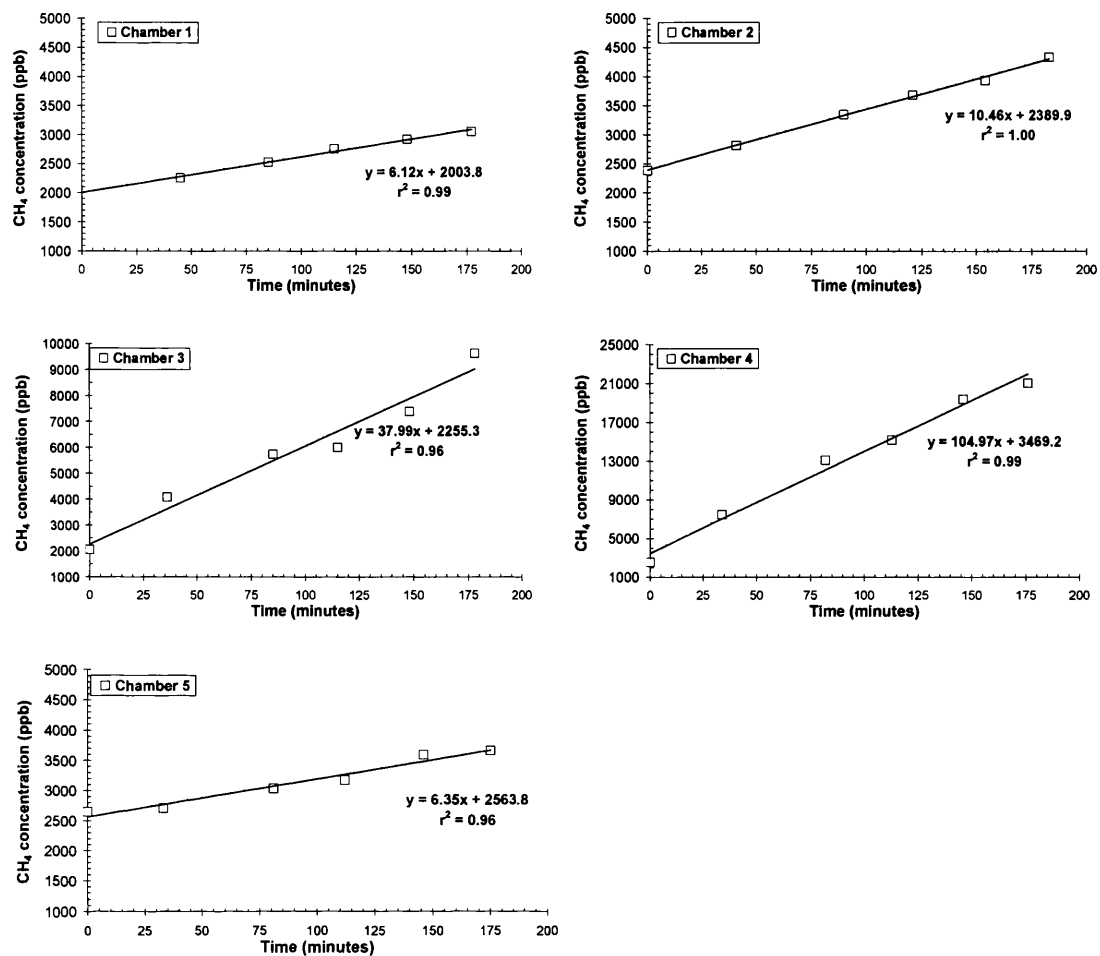 Chamber 1
CH₄ concentration (ppb)
5000
4500
4000
3500
3000
2500
2000
1500
1000
y = 6.12x + 2003.8
r² = 0.99
0 25 50 75 100 125 150 175 200
Time (minutes)
Chamber 2
CH₄ concentration (ppb)
5000
4500
4000
3500
3000
2500
2000
1500
1000
y = 10.46x + 2389.9
r² = 1.00
0 25 50 75 100 125 150 175 200
Time (minutes)
Chamber 3
CH₄ concentration (ppb)
10000
9000
8000
7000
6000
5000
4000
3000
2000
1000
y = 37.99x + 2255.3
r² = 0.96
0 25 50 75 100 125 150 175 200
Time (minutes)
Chamber 4
CH₄ concentration (ppb)
25000
21000
17000
13000
9000
5000
1000
y = 104.97x + 3469.2
r² = 0.99
0 25 50 75 100 125 150 175 200
Time (minutes)
Chamber 5
CH₄ concentration (ppb)
5000
4500
4000
3500
3000
2500
2000
1500
1000
y = 6.35x + 2563.8
r² = 0.96
0 25 50 75 100 125 150 175 200
Time (minutes)